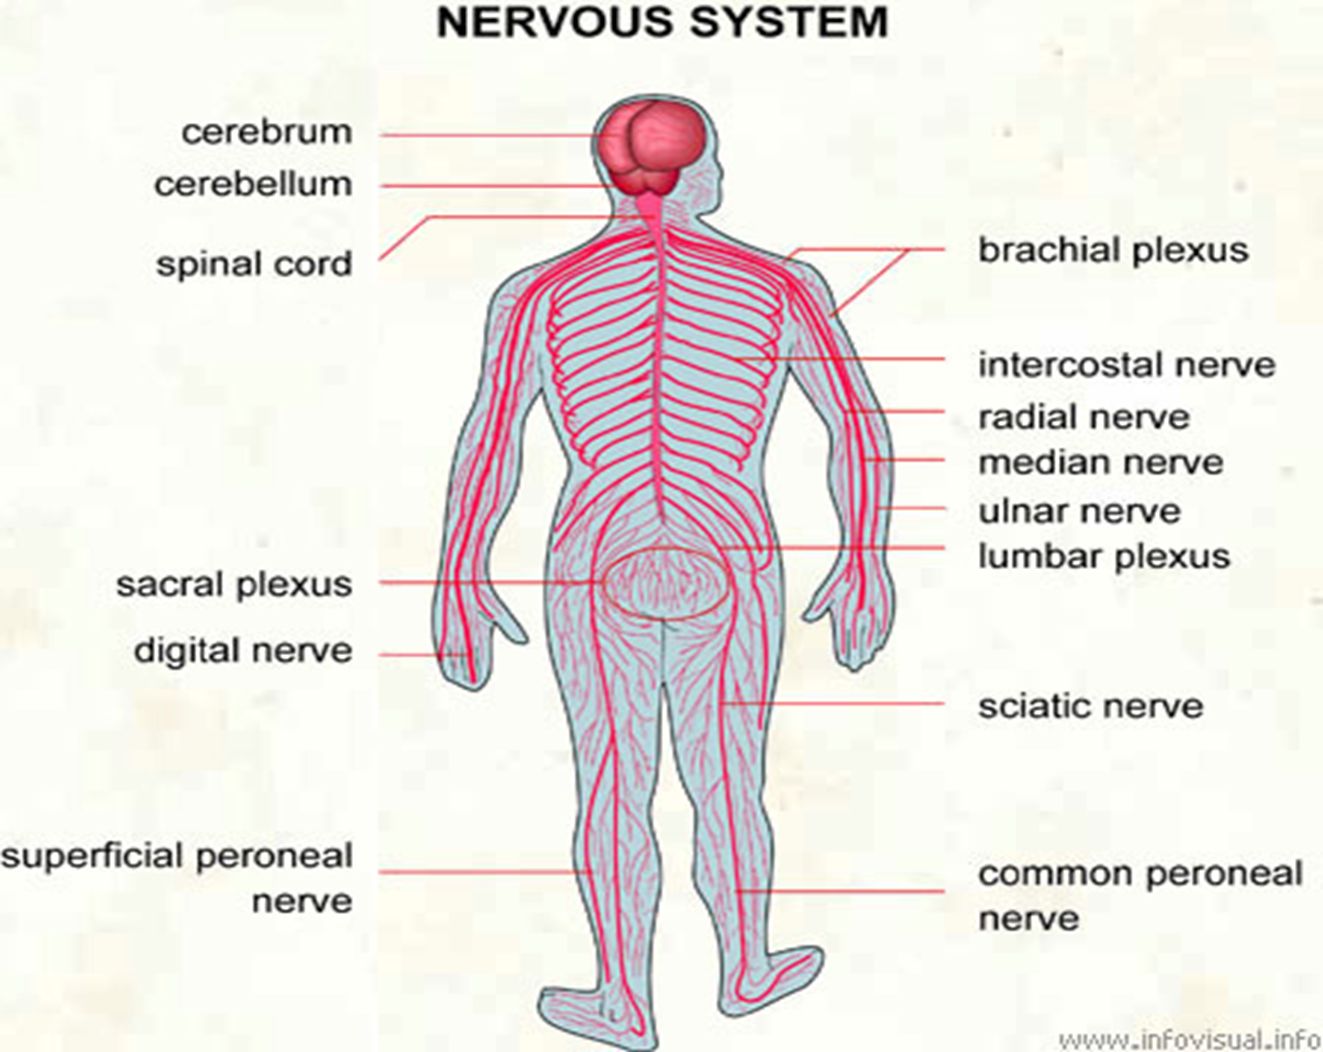 NERVOUS SYSTEM
cerebrum
cerebellum
spinal cord
sacral plexus
digital nerve
superficial peroneal
nerve
brachial plexus
intercostal nerve
radial nerve
median nerve
ulnar nerve
lumbar plexus
sciatic nerve
common peroneal
nerve
www.infovisual.info